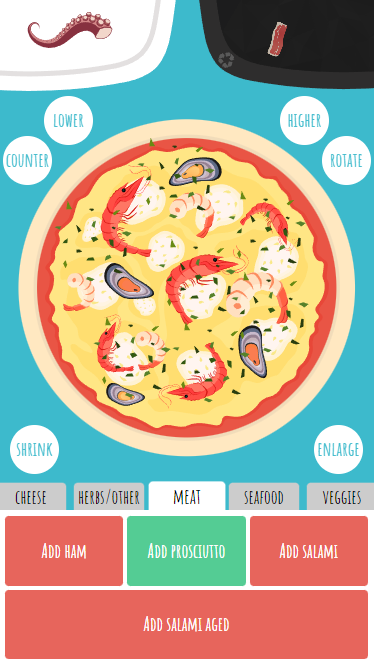 LOWER
HIGHER
COUNTER
ROTATE
SHRINK
ENLARGE
CHEESE
HERBS/OTHER
MEAT
SEAFOOD
VEGGIES
ADD HAM
ADD PROSCIUTTO
ADD SALAMI
ADD SALAMI AGED